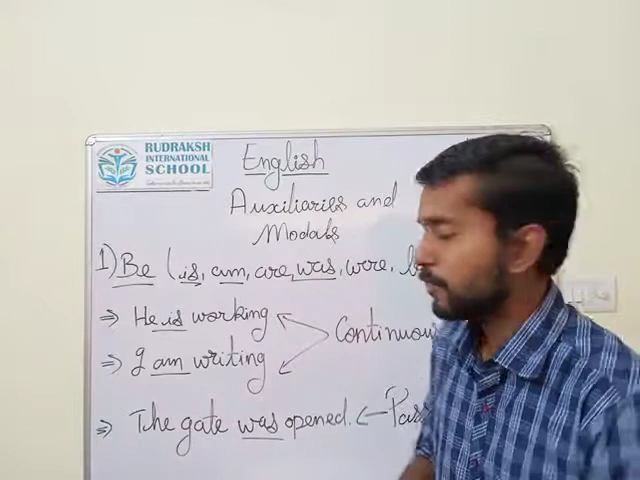 RUDRAKSH
INTERNATIONAL
SCHOOL
English
Auxiliaries and
Modals
1) Be (is, am, are, was, were,
⇒ He is working
Continuous
⇒ I am writing
⇒ The gate was opened. ←